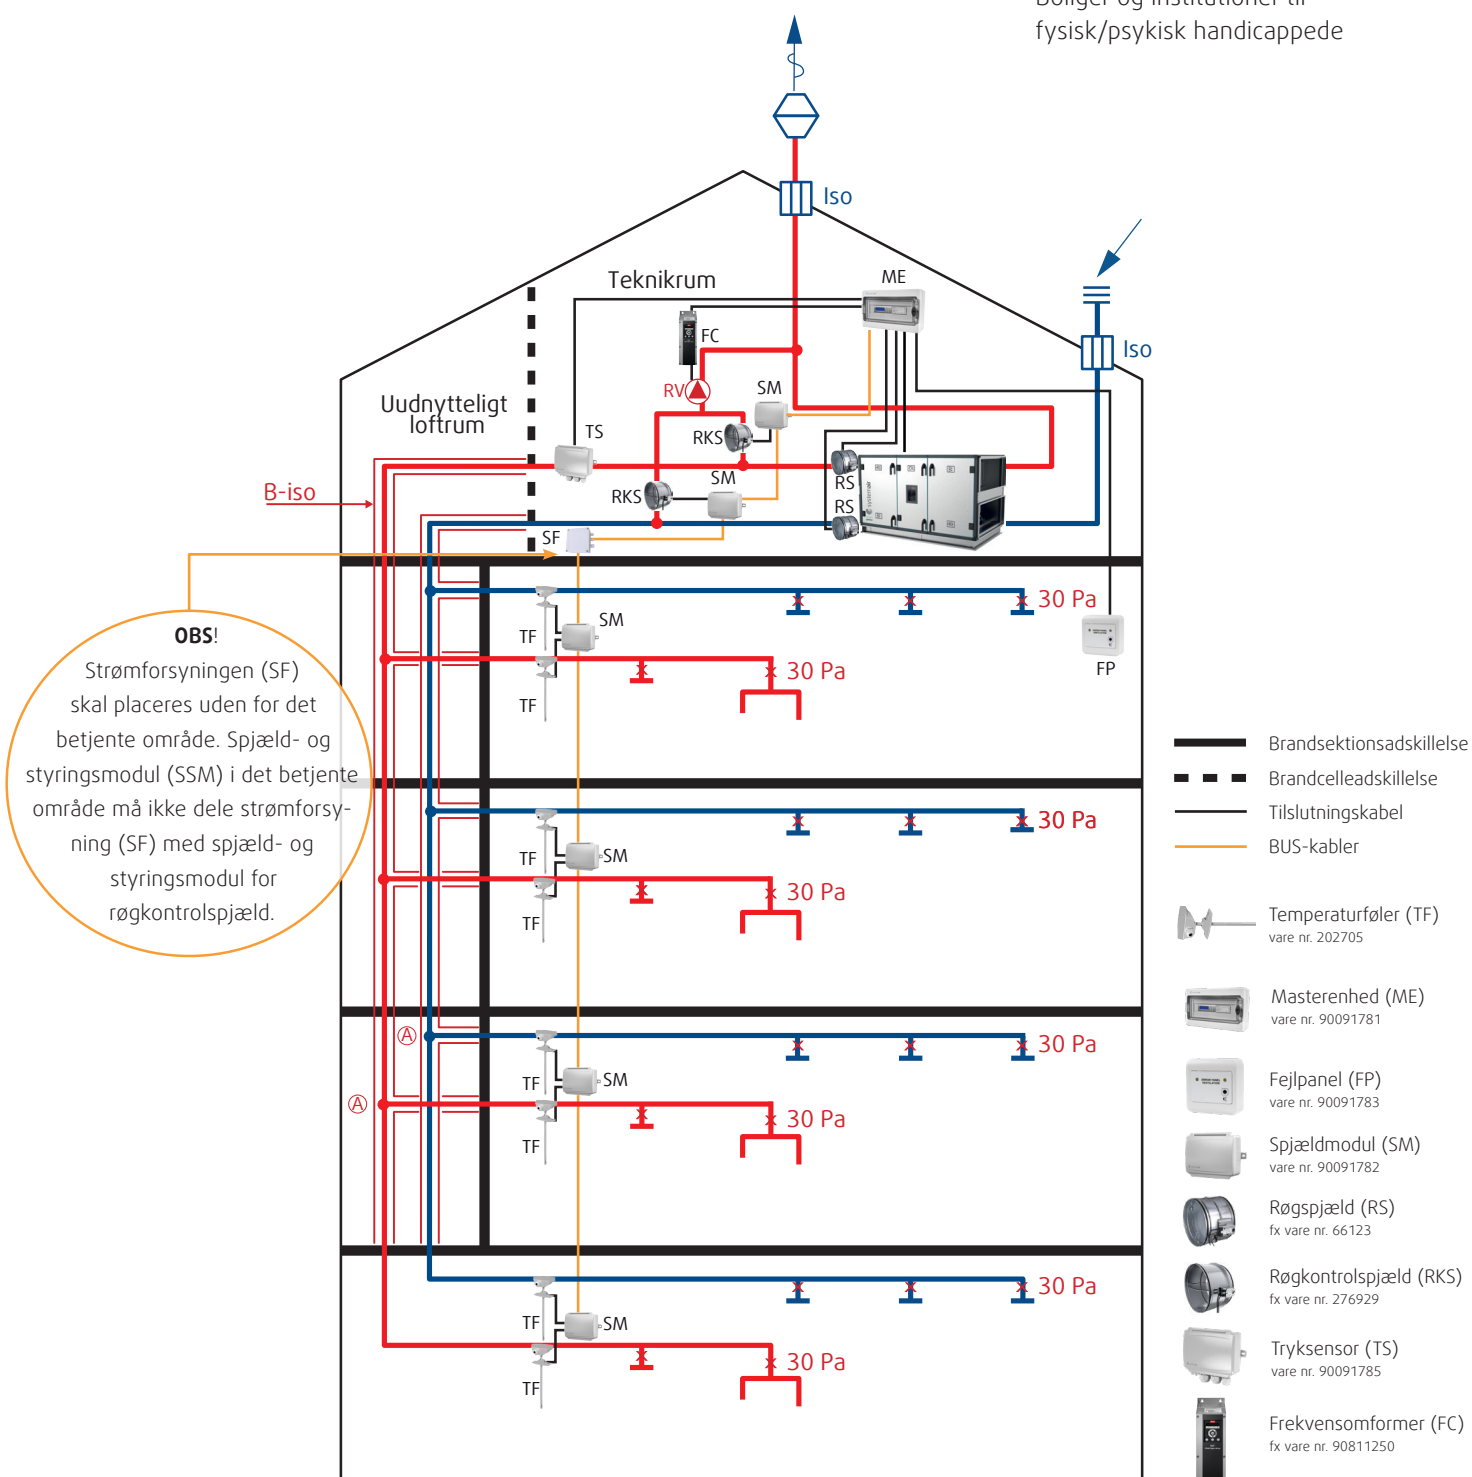 Boliger og institutioner til
fysisk/psykisk handicappede
Iso
Teknikrum
ME
FC
Iso
RV
SM
Uudnytteligt
loftrum
TS
RKS
SM
RS
B-iso
RKS
RS
systemair
SF
30 Pa
SM
TF
FP
30 Pa
TF
OBS!
Strømforsyningen (SF)
skal placeres uden for det
betjente område. Spjæld- og
styringsmodul (SSM) i det betjente
område må ikke dele strømforsy-
ning (SF) med spjæld- og
styringsmodul for
røgkontrolspjæld.
30 Pa
TF
SM
30 Pa
TF
A
30 Pa
TF
SM
A
30 Pa
TF
30 Pa
TF
SM
30 Pa
TF
Brandsektionsadskillelse
Brandcelleadskillelse
Tilslutningskabel
BUS-kabler
Temperaturføler (TF)
vare nr. 202705
Masterenhed (ME)
vare nr. 90091781
Fejlpanel (FP)
vare nr. 90091783
Spjældmodul (SM)
vare nr. 90091782
Røgspjæld (RS)
fx vare nr. 66123
Røgkontrolspjæld (RKS)
fx vare nr. 276929
Tryksensor (TS)
vare nr. 90091785
Frekvensomformer (FC)
fx vare nr. 90811250